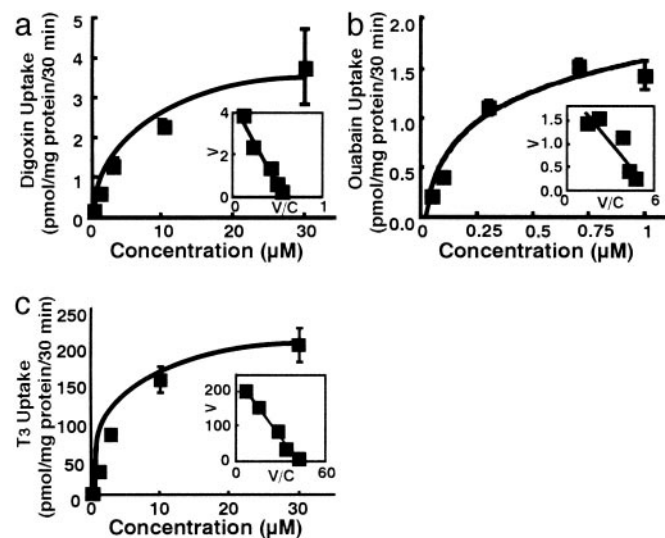 a
Digoxin Uptake
(pmol/mg protein/30 min)
5
4
3
2
1
0
0
10
20
30
Concentration (µM)
4
2
0
V
V/C
1
b
Ouabain Uptake
(pmol/mg protein/30 min)
2.0
1.5
1.0
0.5
0.0
0.25
0.5
0.75
1
Concentration (µM)
1.5
1.0
0.5
0.0
V
0
V/C
6
c
T3 Uptake
(pmol/mg protein/30 min)
250
200
150
100
50
0
0
10
20
30
Concentration (µM)
200
100
0
V
0
V/C
60